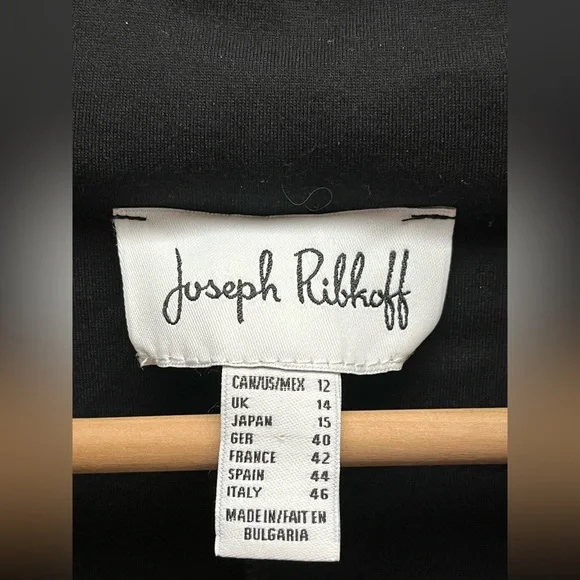 Joseph Ribkoff
CAN/US/MEX 12
UK 14
JAPAN 15
GER 40
FRANCE 42
SPAIN 44
ITALY 46
MADE IN/FAIT EN
BULGARIA